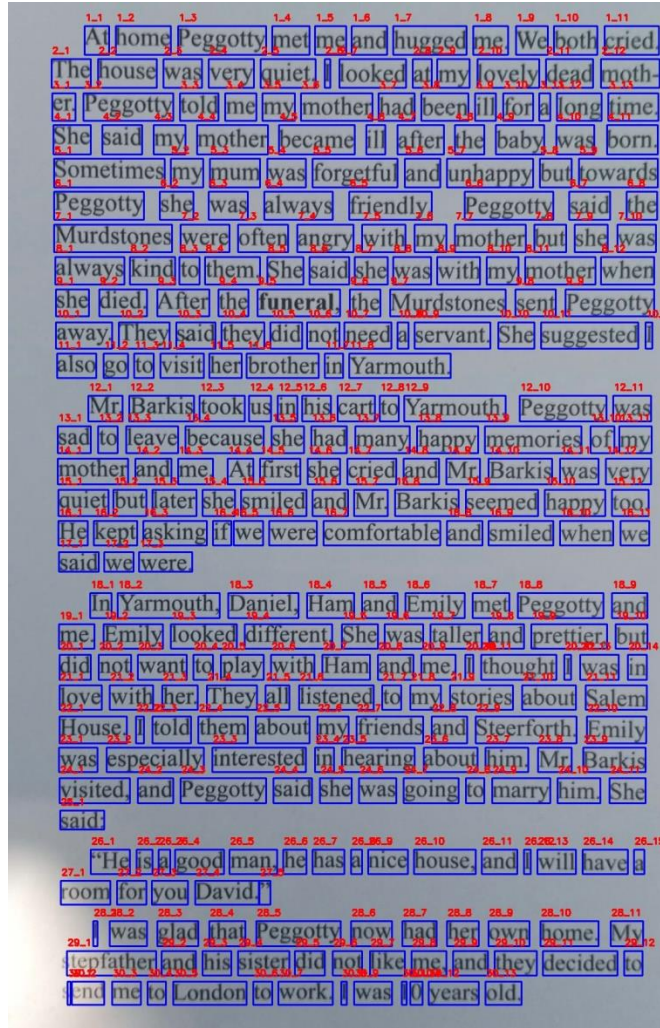 At home Peggotty met me and hugged me. We both cried.
The house was very quiet. I looked at my lovely dead moth-
er. Peggotty told me my mother had been ill for a long time.
She said my mother became ill after the baby was born.
Sometimes my mum was forgetful and unhappy but towards
Peggotty she was always friendly. Peggotty said the
Murdstones were often angry with my mother but she was
always kind to them. She said she was with my mother when
she died. After the funeral, the Murdstones sent Peggotty
away. They said they did not need a servant. She suggested I
also go to visit her brother in Yarmouth.
Mr. Barkis took us in his cart to Yarmouth. Peggotty was
sad to leave because she had many happy memories of my
mother and me. At first she cried and Mr. Barkis was very
quiet but later she smiled and Mr. Barkis seemed happy too.
He kept asking if we were comfortable and smiled when we
said we were.
In Yarmouth, Daniel, Ham and Emily met Peggotty and
me. Emily looked different. She was taller and prettier, but
did not want to play with Ham and me. I thought I was in
love with her. They all listened to my stories about Salem
House. I told them about my friends and Steerforth. Emily
was especially interested in hearing about him. Mr. Barkis
visited, and Peggotty said she was going to marry him. She
said:
“He is a good man, he has a nice house, and I will have a
room for you David.”
I was glad that Peggotty now had her own home. My
stepfather and his sister did not like me, and they decided to
send me to London to work. I was 10 years old.